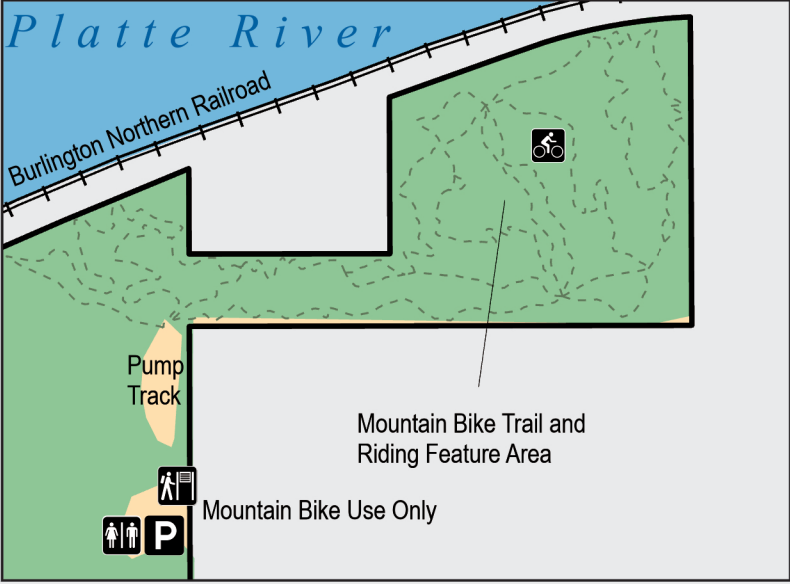 Platte River
Burlington Northern Railroad
Pump
Track
Mountain Bike Trail and
Riding Feature Area
Mountain Bike Use Only
P